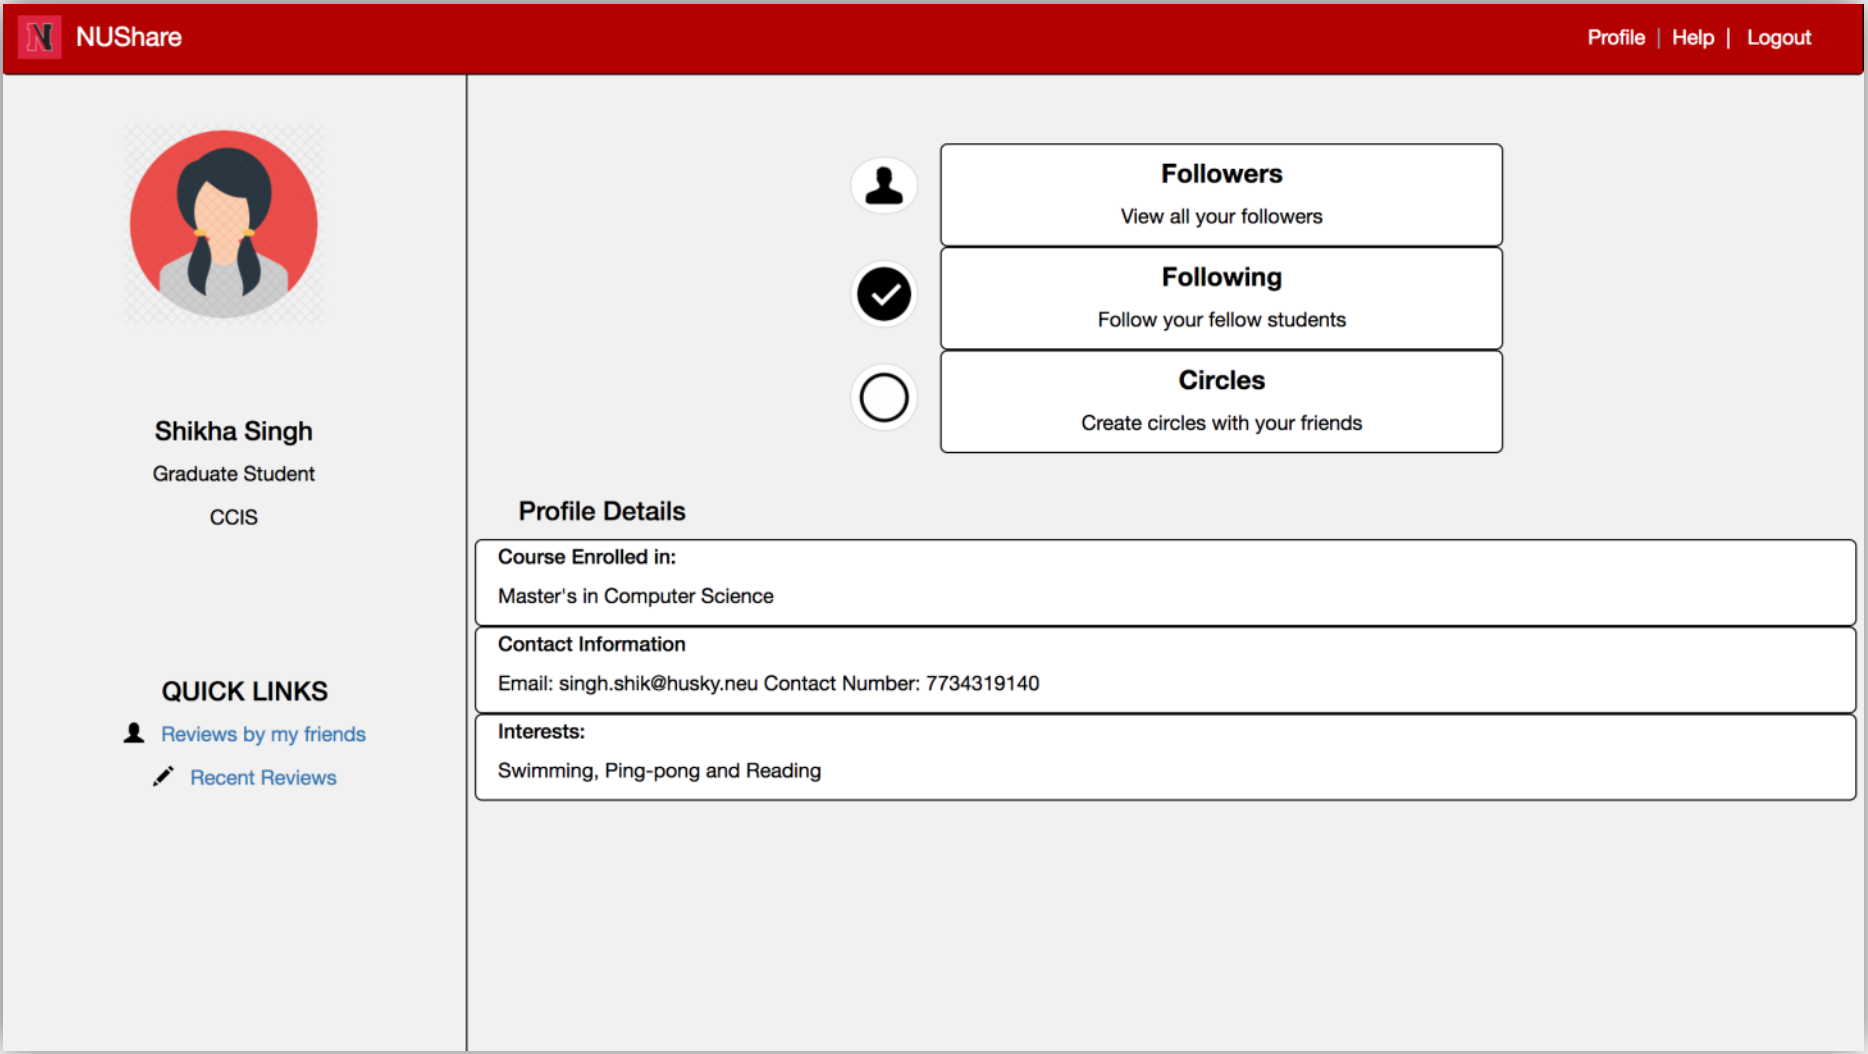 NUShare
Profile | Help | Logout
Shikha Singh
Graduate Student
CCIS
QUICK LINKS
Reviews by my friends
Recent Reviews
Followers
View all your followers
Following
Follow your fellow students
Circles
Create circles with your friends
Profile Details
Course Enrolled in:
Master's in Computer Science
Contact Information
Email: singh.shik@husky.neu Contact Number: 7734319140
Interests:
Swimming, Ping-pong and Reading